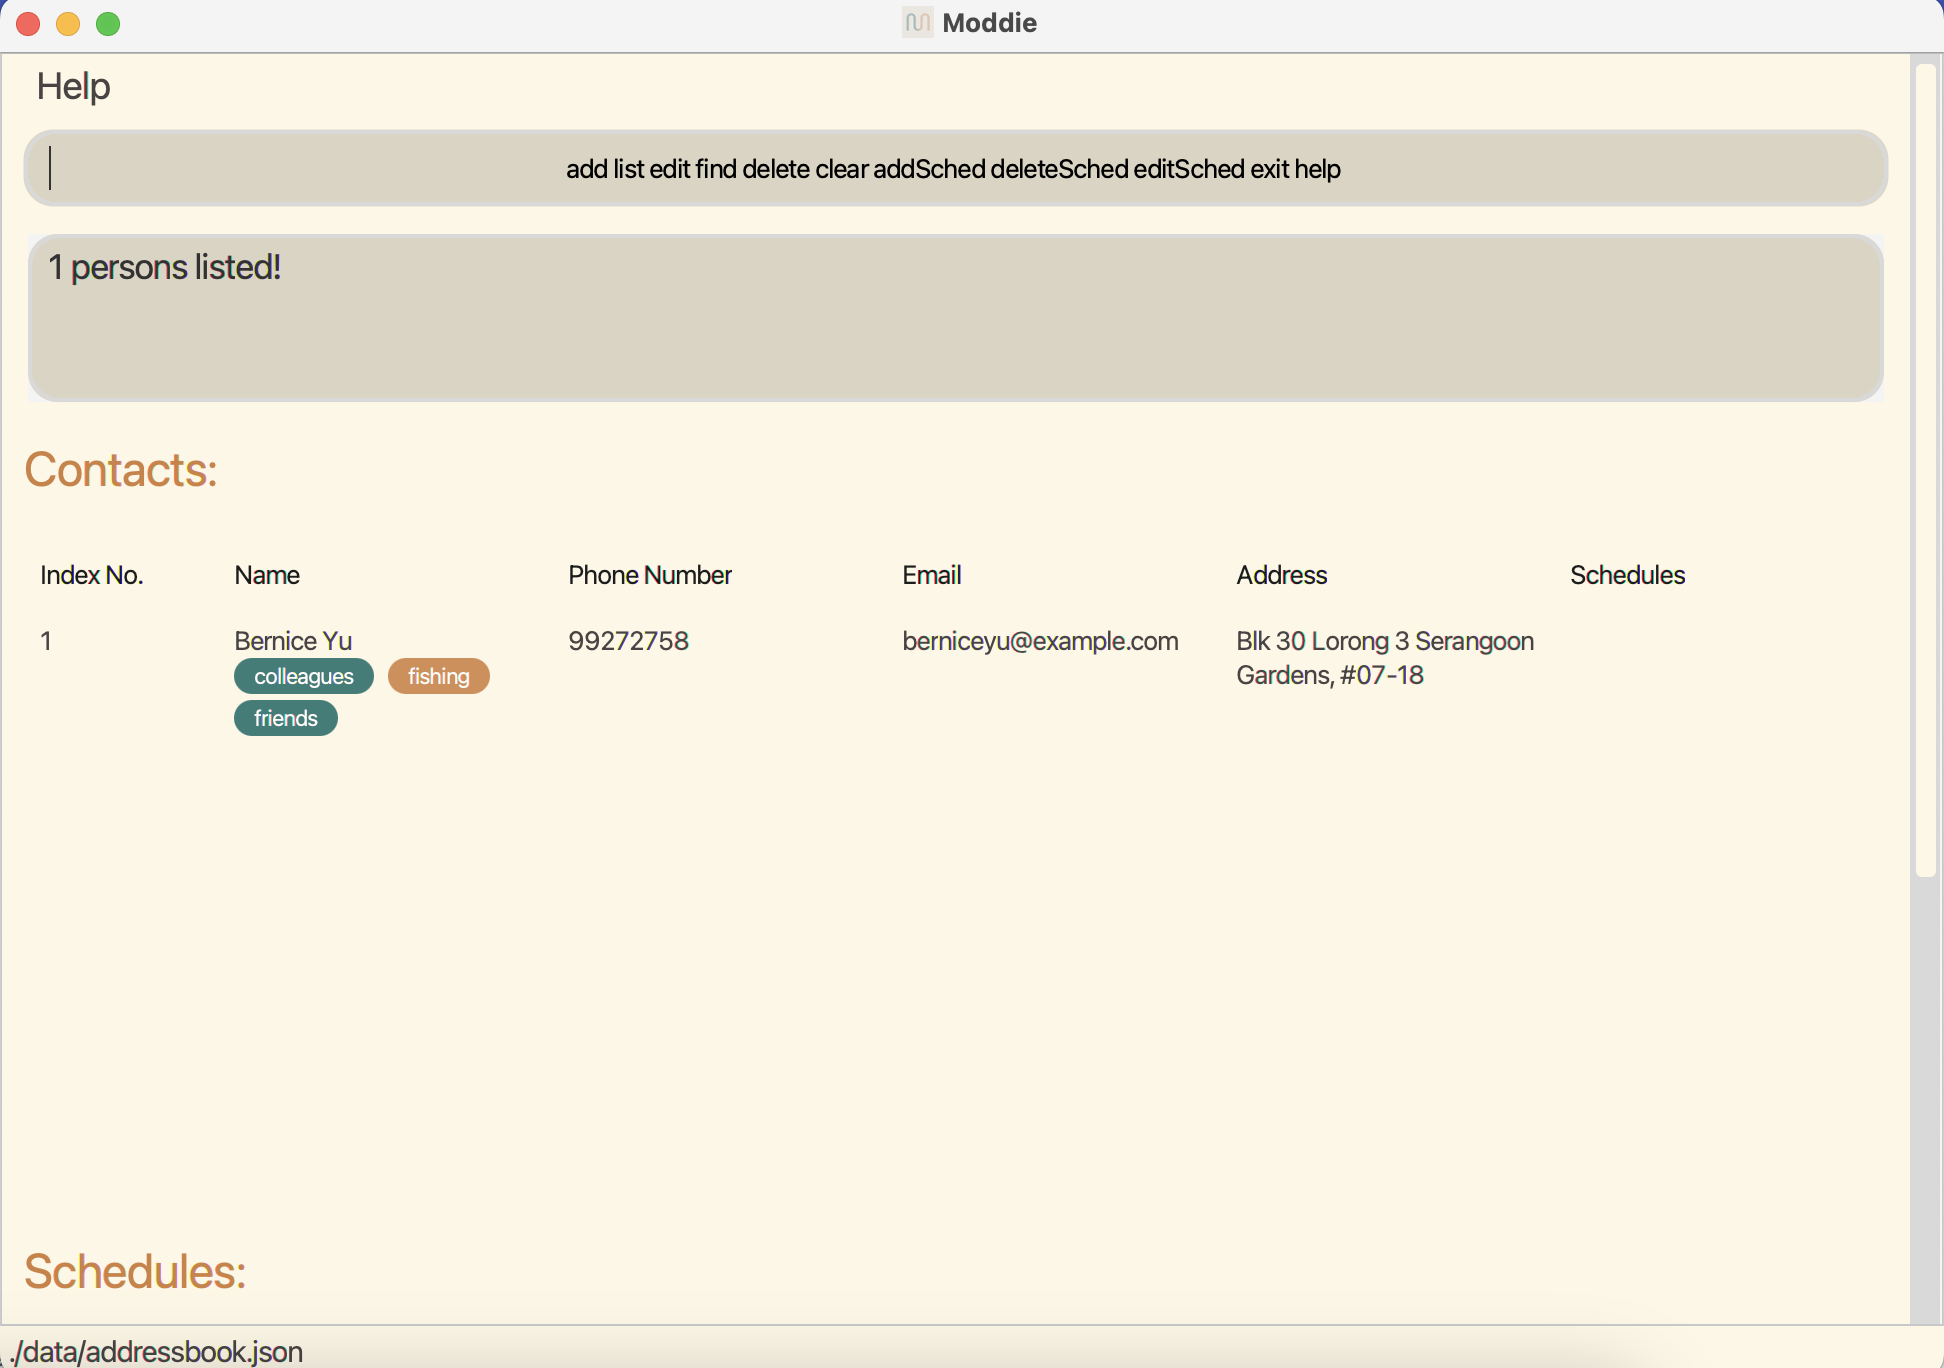 Moddie
Help
add list edit find delete clear addSched deleteSched editSched exit help
1 persons listed!
Contacts:
Index No. Name Phone Number Email Address Schedules
1 Bernice Yu 99272758 berniceyu@example.com Blk 30 Lorong 3 Serangoon
colleagues fishing Gardens, #07-18
friends
Schedules:
./data/addressbook.json